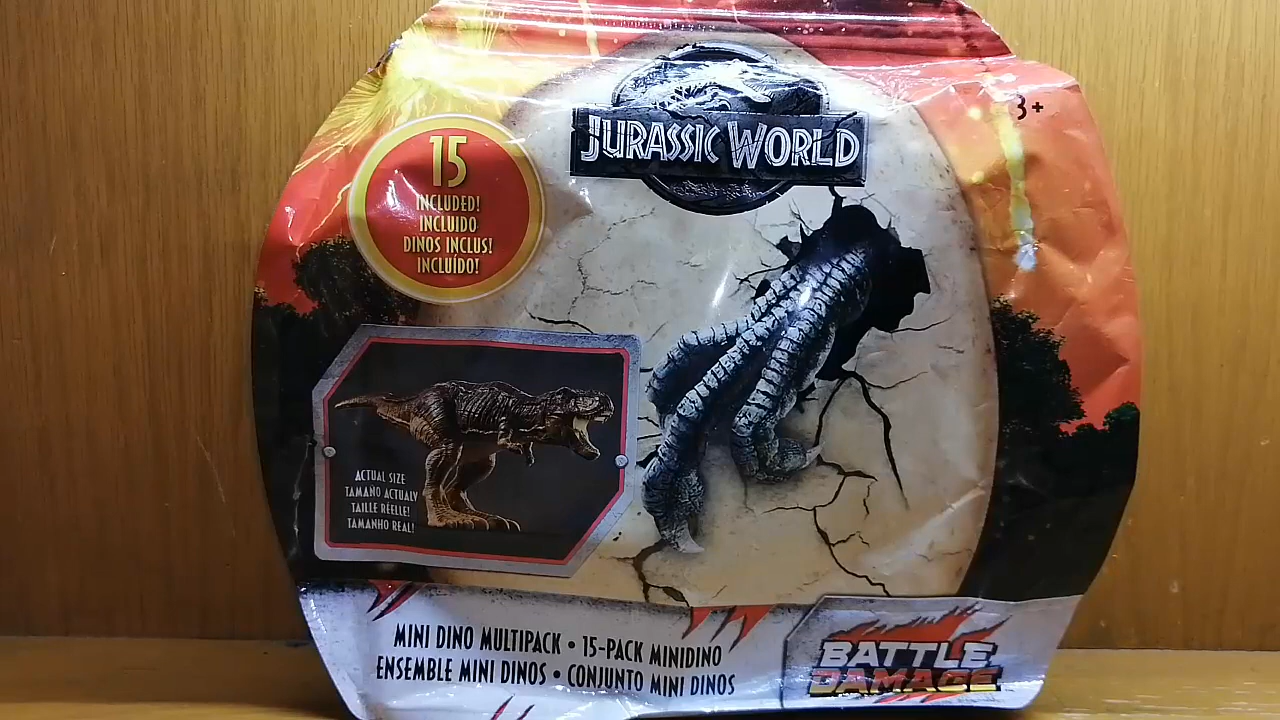 JURASSIC WORLD
3+
15
INCLUDED!
INCLUIDO
DINOS INCLUS!
INCLUÍDO!
ACTUAL SIZE
TAMANO ACTUALY
TAILLE RÉELLE!
TAMANHO REAL!
MINI DINO MULTIPACK • 15-PACK MINIDINO
ENSEMBLE MINI DINOS • CONJUNTO MINI DINOS
BATTLE
DAMAGE